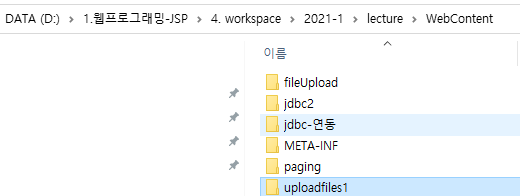 DATA (D:) > 1.웹프로그래밍-JSP > 4. workspace > 2021-1 > lecture > WebContent
이름
fileUpload
jdbc2
jdbc-연동
META-INF
paging
uploadfiles1